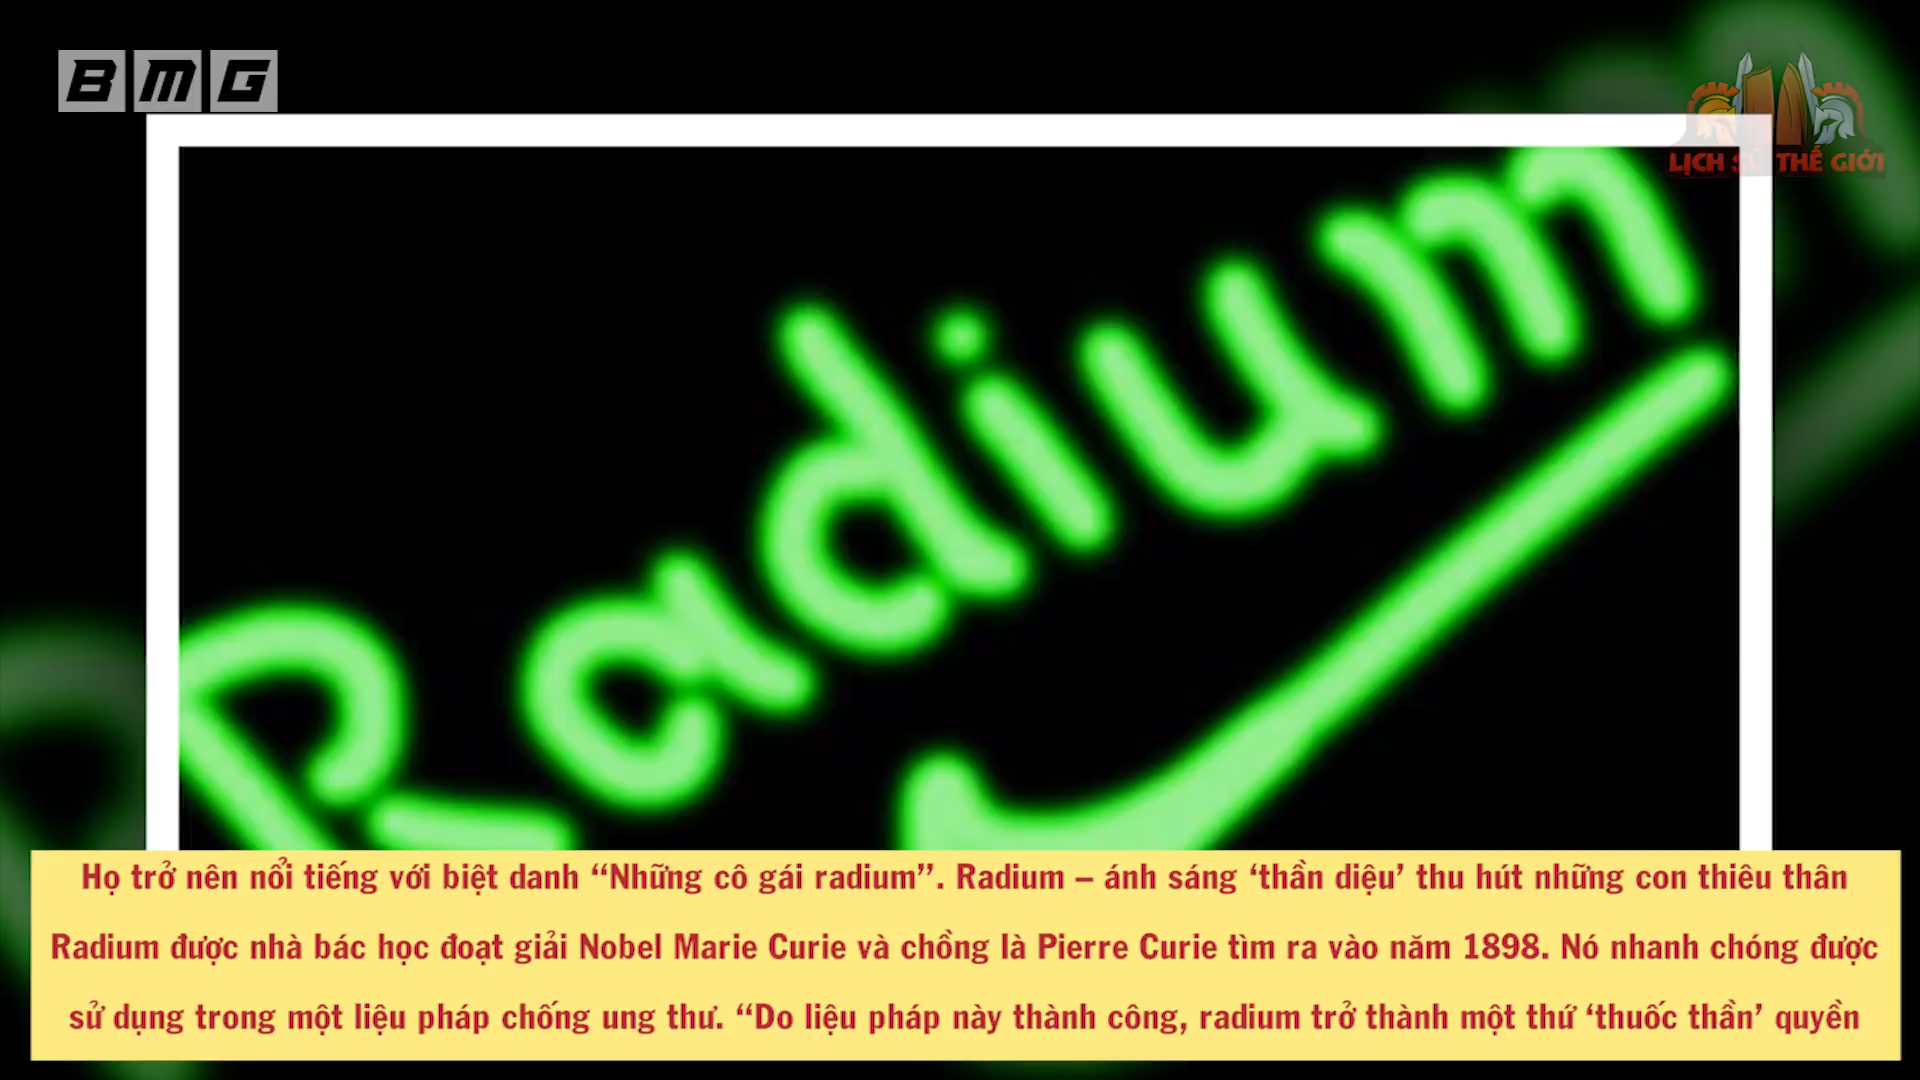 BMG
LỊCH SỬ THẾ GIỚI
Radium
Họ trở nên nổi tiếng với biệt danh “Những cô gái radium”. Radium – ánh sáng ‘thần diệu’ thu hút những con thiêu thân
Radium được nhà bác học đoạt giải Nobel Marie Curie và chồng là Pierre Curie tìm ra vào năm 1898. Nó nhanh chóng được
sử dụng trong một liệu pháp chống ung thư. “Do liệu pháp này thành công, radium trở thành một thứ ‘thuốc thần’ quyền